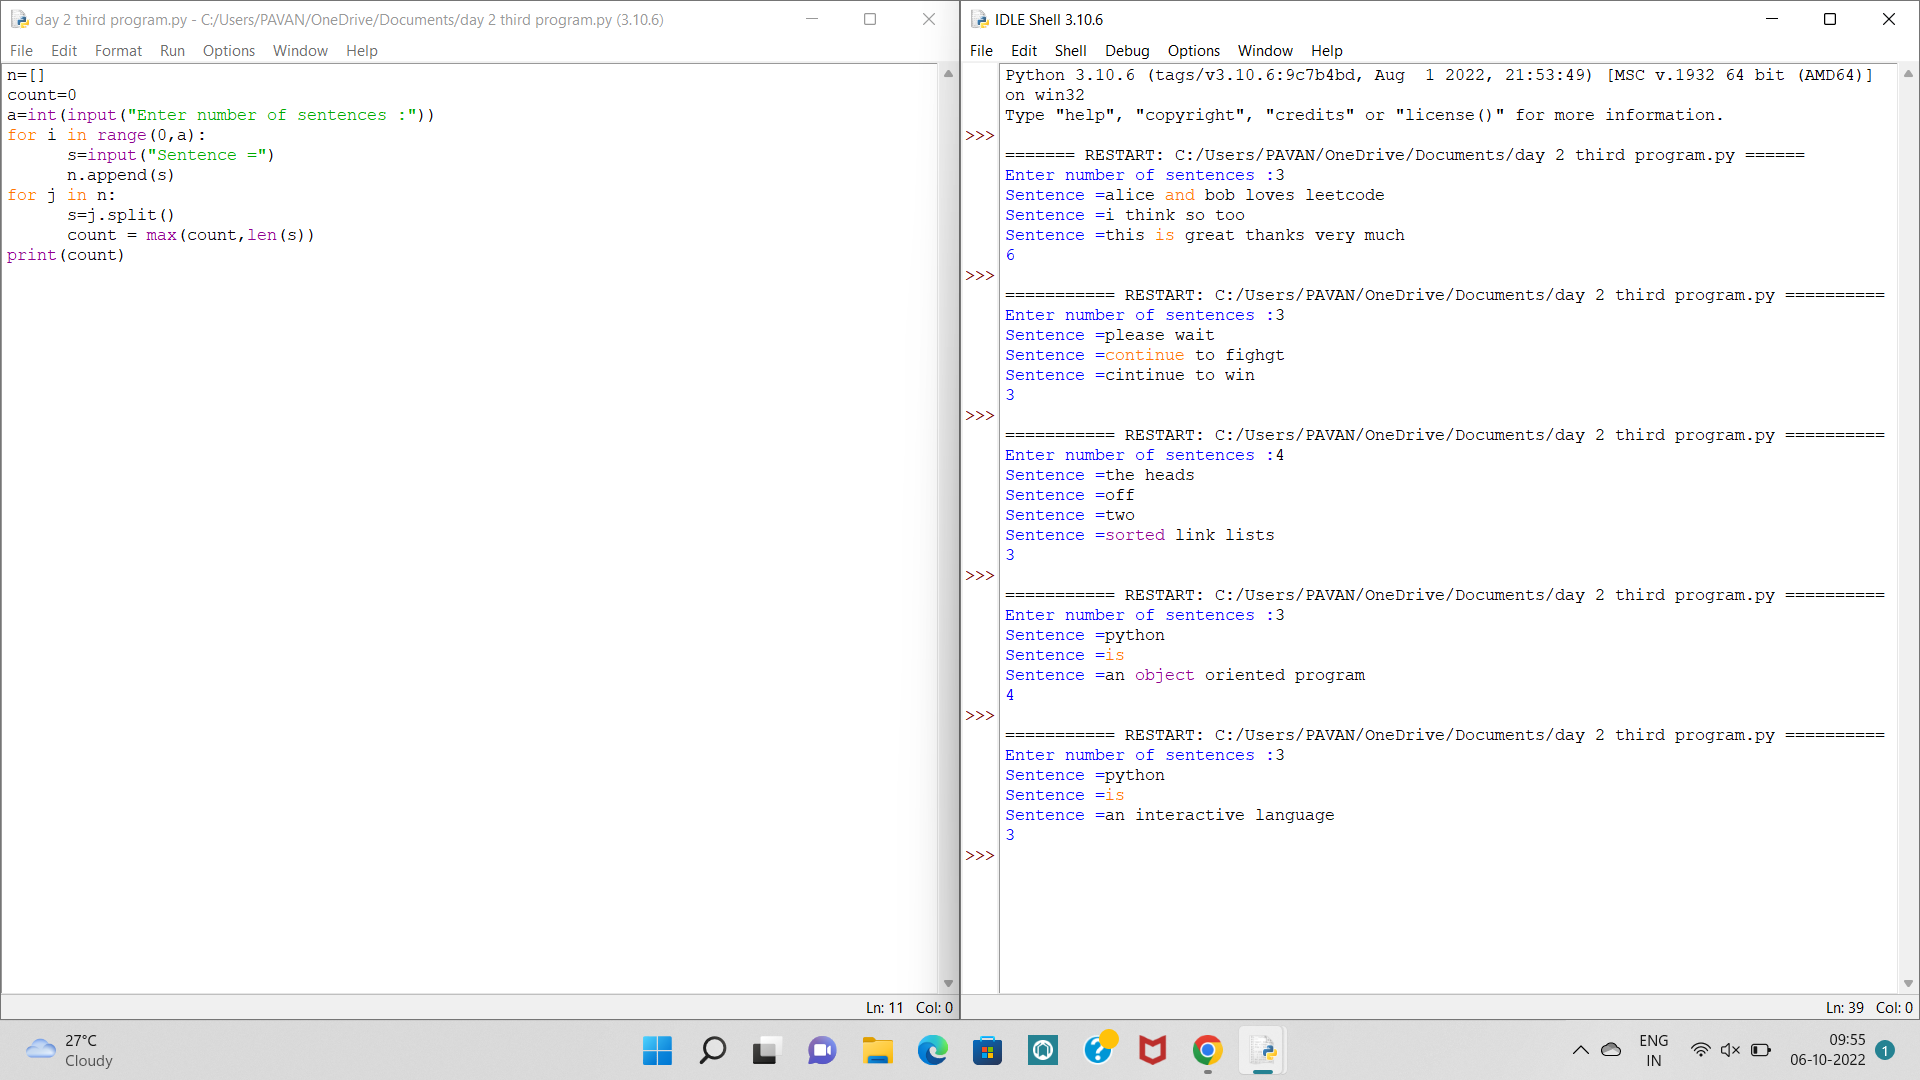 day 2 third program.py - C:/Users/PAVAN/OneDrive/Documents/day 2 third program.py (3.10.6)
File Edit Format Run Options Window Help
n=[]
count=0
a=int(input("Enter number of sentences :"))
for i in range(0,a):
      s=input("Sentence =")
      n.append(s)
for j in n:
      s=j.split()
      count = max(count,len(s))
print(count)
Ln: 11 Col: 0
IDLE Shell 3.10.6
File Edit Shell Debug Options Window Help
Python 3.10.6 (tags/v3.10.6:9c7b4bd, Aug  1 2022, 21:53:49) [MSC v.1932 64 bit (AMD64)]
on win32
Type "help", "copyright", "credits" or "license()" for more information.
>>>
======= RESTART: C:/Users/PAVAN/OneDrive/Documents/day 2 third program.py ======
Enter number of sentences :3
Sentence =alice and bob loves leetcode
Sentence =i think so too
Sentence =this is great thanks very much
6
>>>
=========== RESTART: C:/Users/PAVAN/OneDrive/Documents/day 2 third program.py ==========
Enter number of sentences :3
Sentence =please wait
Sentence =continue to fighgt
Sentence =cintinue to win
3
>>>
=========== RESTART: C:/Users/PAVAN/OneDrive/Documents/day 2 third program.py ==========
Enter number of sentences :4
Sentence =the heads
Sentence =off
Sentence =two
Sentence =sorted link lists
3
>>>
=========== RESTART: C:/Users/PAVAN/OneDrive/Documents/day 2 third program.py ==========
Enter number of sentences :3
Sentence =python
Sentence =is
Sentence =an object oriented program
4
>>>
=========== RESTART: C:/Users/PAVAN/OneDrive/Documents/day 2 third program.py ==========
Enter number of sentences :3
Sentence =python
Sentence =is
Sentence =an interactive language
3
>>>
Ln: 39 Col: 0
27°C
Cloudy
ENG
IN
09:55
06-10-2022
1